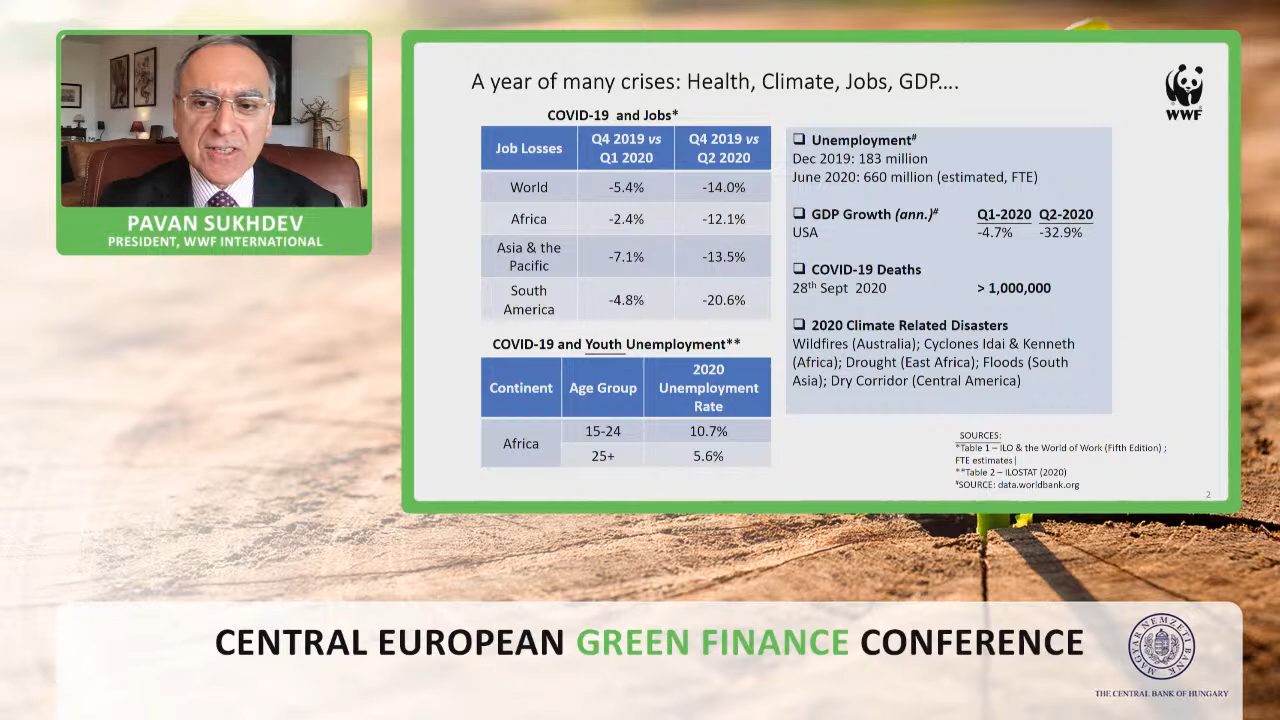 PAVAN SUKHDEV
PRESIDENT, WWF INTERNATIONAL
A year of many crises: Health, Climate, Jobs, GDP....
WWF
COVID-19 and Jobs*
Job Losses
Q4 2019 vs
Q1 2020
Q4 2019 vs
Q2 2020
World
-5.4%
-14.0%
Africa
-2.4%
-12.1%
Asia & the
Pacific
-7.1%
-13.5%
South
America
-4.8%
-20.6%
COVID-19 and Youth Unemployment**
Continent
Age Group
2020
Unemployment
Rate
Africa
15-24
10.7%
25+
5.6%
Unemployment#
Dec 2019: 183 million
June 2020: 660 million (estimated, FTE)
GDP Growth (ann.)# Q1-2020 Q2-2020
USA -4.7% -32.9%
COVID-19 Deaths
28th Sept 2020 > 1,000,000
2020 Climate Related Disasters
Wildfires (Australia); Cyclones Idai & Kenneth
(Africa); Drought (East Africa); Floods (South
Asia); Dry Corridor (Central America)
SOURCES:
*Table 1 – ILO & the World of Work (Fifth Edition) ;
FTE estimates
**Table 2 – ILOSTAT (2020)
#SOURCE: data.worldbank.org
2
CENTRAL EUROPEAN GREEN FINANCE CONFERENCE
MAGYAR NEMZETI BANK
THE CENTRAL BANK OF HUNGARY